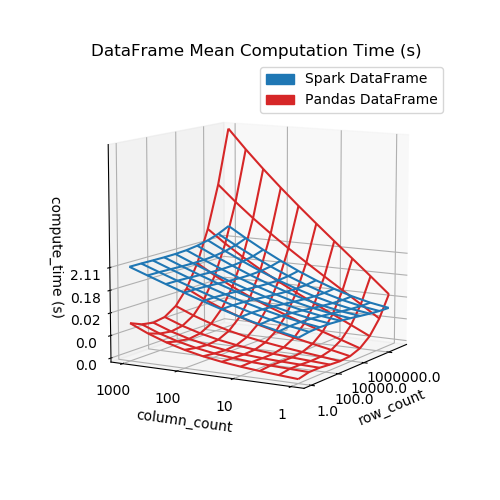 DataFrame Mean Computation Time (s)
Spark DataFrame
Pandas DataFrame
compute_time (s)
2.11
0.18
0.02
0.0
0.0
1000
100
10
1
column_count
1.0
100.0
10000.0
1000000.0
row_count